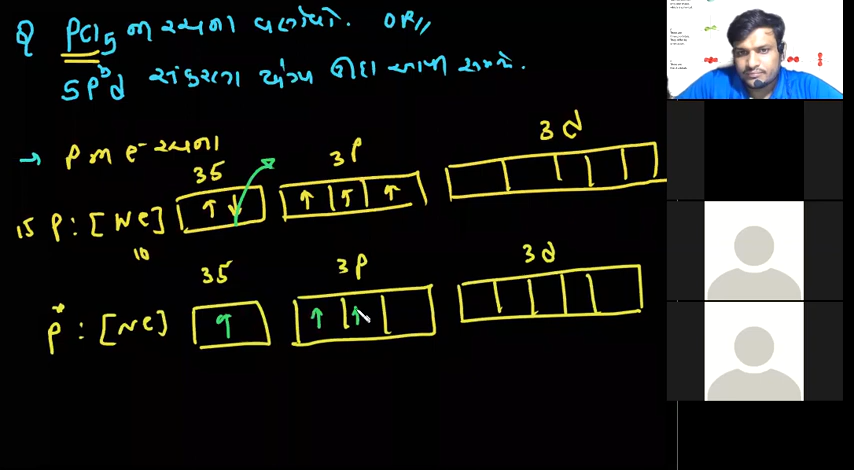 Q PCl5 ની રચના વર્ણવો. OR//
sp3d સંકરણ યોગ્ય ઉદા આપી સમજાવો.
→ P ની e- રચના
3s 3p 3d
15 P : [Ne] ↑ ↓ ↑ ↑ ↑
10
3s 3p 3d
P* : [Ne] ↑ ↑ ↑